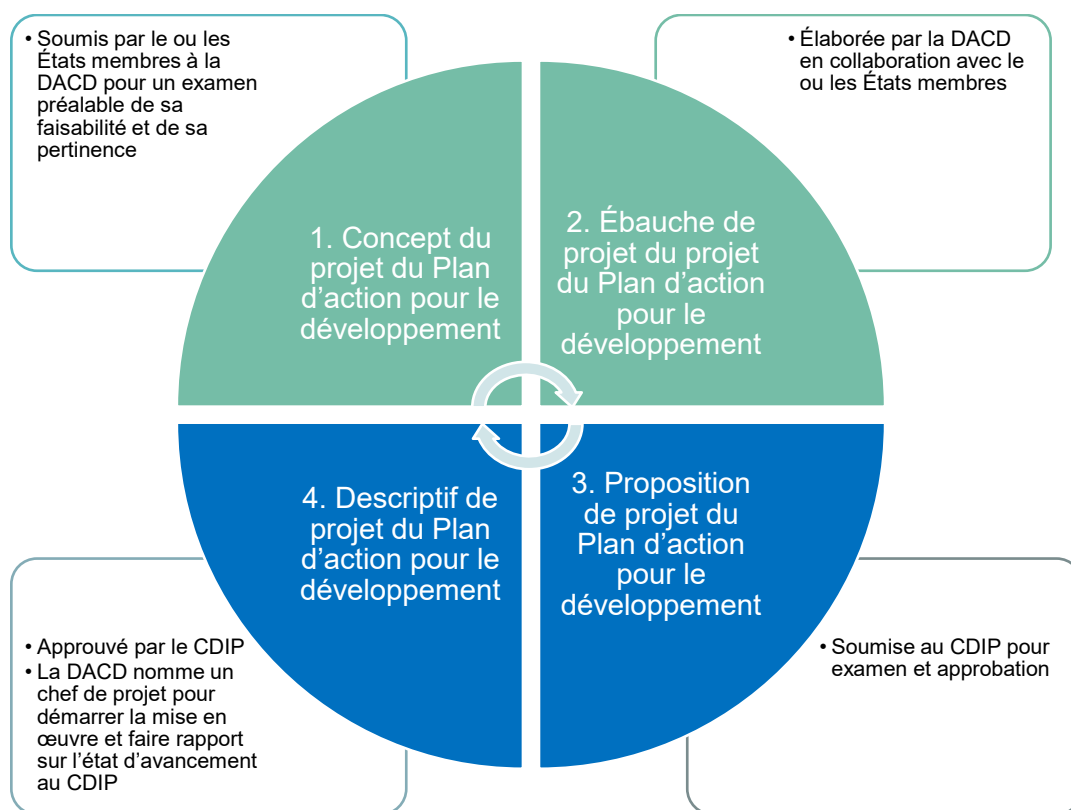 • Soumis par le ou les
États membres à la
DACD pour un examen
préalable de sa
faisabilité et de sa
pertinence
• Élaborée par la DACD
en collaboration avec le
ou les États membres
1. Concept du
projet du Plan
d’action pour le
développement
2. Ébauche de
projet du projet
du Plan d’action
pour le
développement
4. Descriptif de
projet du Plan
d’action pour le
développement
3. Proposition
de projet du
Plan d’action
pour le
développement
• Approuvé par le CDIP
• La DACD nomme un
chef de projet pour
démarrer la mise en
œuvre et faire rapport
sur l’état d’avancement
au CDIP
• Soumise au CDIP pour
examen et approbation